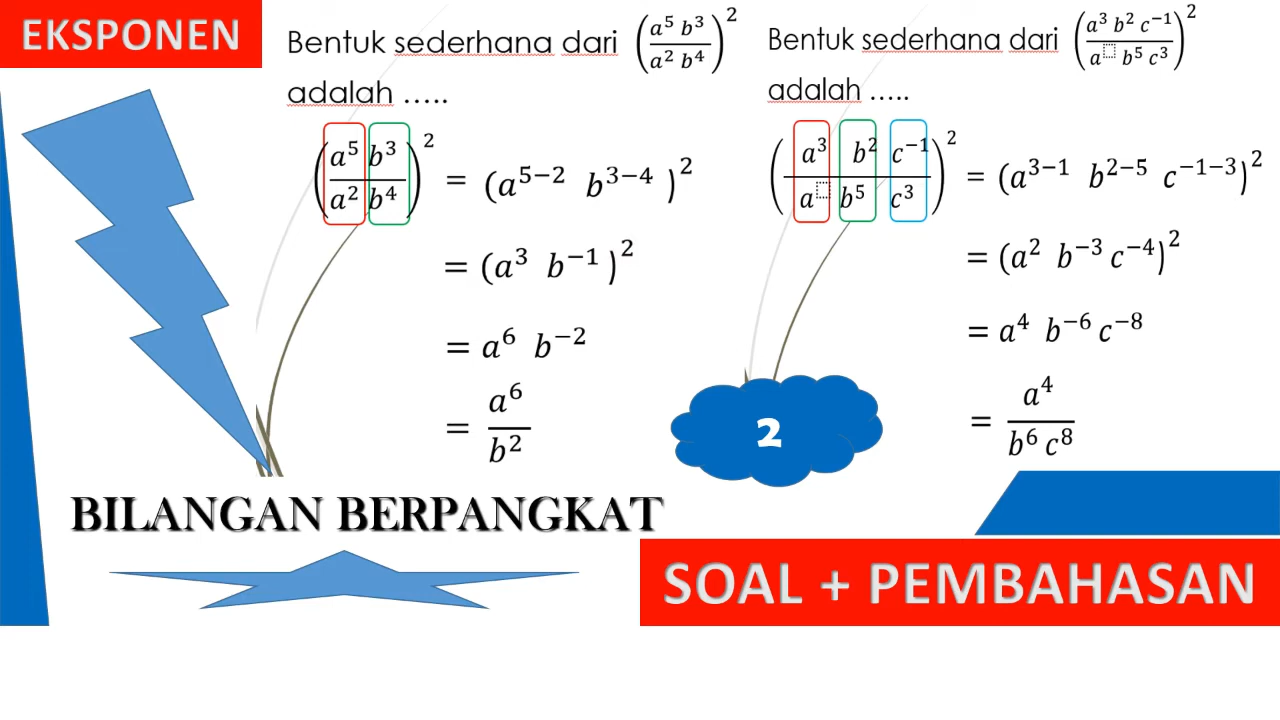 EKSPONEN
Bentuk sederhana dari (a⁵ b³ / a² b⁴)²
adalah …..
(a⁵ b³ / a² b⁴)² = (a⁵⁻² b³⁻⁴ )²
= (a³ b⁻¹ )²
= a⁶ b⁻²
= a⁶ / b²
Bentuk sederhana dari (a³ b² c⁻¹ / a⬚ b⁵ c³)²
adalah …..
(a³ b² c⁻¹ / a⬚ b⁵ c³)² = (a³⁻¹ b²⁻⁵ c⁻¹⁻³)²
= (a² b⁻³ c⁻⁴)²
= a⁴ b⁻⁶ c⁻⁸
= a⁴ / b⁶ c⁸
2
BILANGAN BERPANGKAT
SOAL + PEMBAHASAN